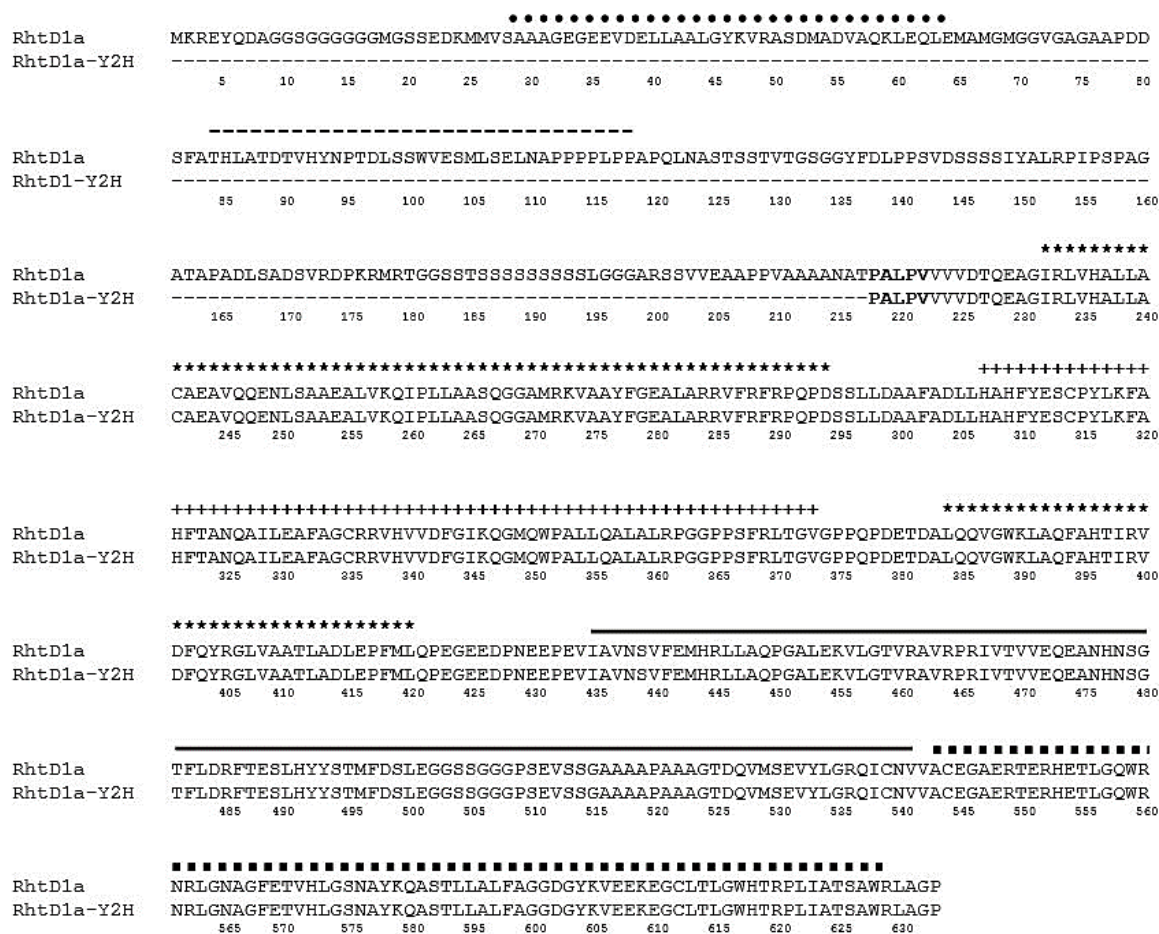 RhtD1a MKREYQDAGGSGGGGGGMGSSEDKMMVSAAAGEGEEVDELLAALGYKVRASDMADVAQKLEQLEMAMGMGGVGAGAAPDD
RhtD1a-Y2H --------------------------------------------------------------------------------
5 10 15 20 25 30 35 40 45 50 55 60 65 70 75 80
RhtD1a SFATHLATDTVHYNPTDLSSWVESMLSELNAPPPPLPPAPQLNASTSSTVTGSGGYFDLPPSVDSSSSIYALRPIPSPAG
RhtD1-Y2H --------------------------------------------------------------------------------
85 90 95 100 105 110 115 120 125 130 135 140 145 150 155 160
RhtD1a ATAPADLSADSVRDPKRMRTGGSSTSSSSSSSSSLGGGARSSVVEAAPPVAAAANATPALPVVVVDTQEAGIRLVHALLA
RhtD1a-Y2H ---------------------------------------------------------PALPVVVVDTQEAGIRLVHALLA
165 170 175 180 185 190 195 200 205 210 215 220 225 230 235 240
RhtD1a CAEAVQQENLSAAEALVKQIPLLAASQGGAMRKVAAYFGEALARRVFRFRPQPDSSLLDAAFADLLHAHFYESCPYLKFA
RhtD1a-Y2H CAEAVQQENLSAAEALVKQIPLLAASQGGAMRKVAAYFGEALARRVFRFRPQPDSSLLDAAFADLLHAHFYESCPYLKFA
245 250 255 260 265 270 275 280 285 290 295 300 205 310 315 320
RhtD1a HFTANQAILEAFAGCRRVHVVDFGIKQGMQWPALLQALALRPGGPPSFRLTGVGPPQPDETDALQQVGWKLAQFAHTIRV
RhtD1a-Y2H HFTANQAILEAFAGCRRVHVVDFGIKQGMQWPALLQALALRPGGPPSFRLTGVGPPQPDETDALQQVGWKLAQFAHTIRV
325 330 335 340 345 350 355 360 365 370 375 380 385 390 395 400
RhtD1a DFQYRGLVAATLADLEPFMLQPEGEEDPNEEPEVIAVNSVFEMHRLLAQPGALEKVLGTVRAVRPRIVTVVEQEANHNSG
RhtD1a-Y2H DFQYRGLVAATLADLEPFMLQPEGEEDPNEEPEVIAVNSVFEMHRLLAQPGALEKVLGTVRAVRPRIVTVVEQEANHNSG
405 410 415 420 425 430 435 440 445 450 455 460 465 470 475 480
RhtD1a TFLDRFTESLHYYSTMFDSLEGGSSGGGPSEVSSGAAAAPAAAGTDQVMSEVYLGRQICNVVACEGAERTERHETLGQWR
RhtD1a-Y2H TFLDRFTESLHYYSTMFDSLEGGSSGGGPSEVSSGAAAAPAAAGTDQVMSEVYLGRQICNVVACEGAERTERHETLGQWR
485 490 495 500 505 510 515 520 525 530 535 540 545 550 555 560
RhtD1a NRLGNAGFETVHLGSNAYKQASTLLALFAGGDGYKVEEKEGCLTLGWHTRPLIATSAWRLAGP
RhtD1a-Y2H NRLGNAGFETVHLGSNAYKQASTLLALFAGGDGYKVEEKEGCLTLGWHTRPLIATSAWRLAGP
565 570 575 580 585 590 595 600 605 610 615 620 625 630